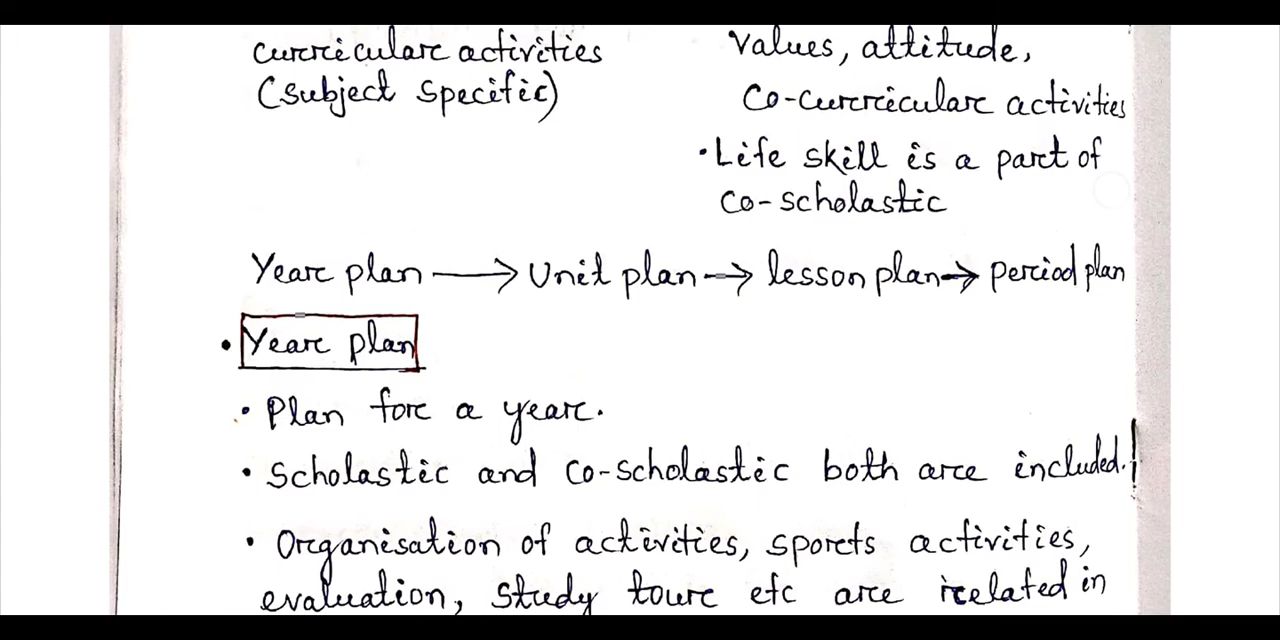 curricular activities
(subject specific)
values, attitude,
co-curricular activities
• Life skill is a part of
co-scholastic
Year plan → Unit plan → lesson plan → period plan
• Year plan
• Plan for a year.
• Scholastic and co-scholastic both are included.
• Organisation of activities, sports activities,
evaluation, study tour etc are related in